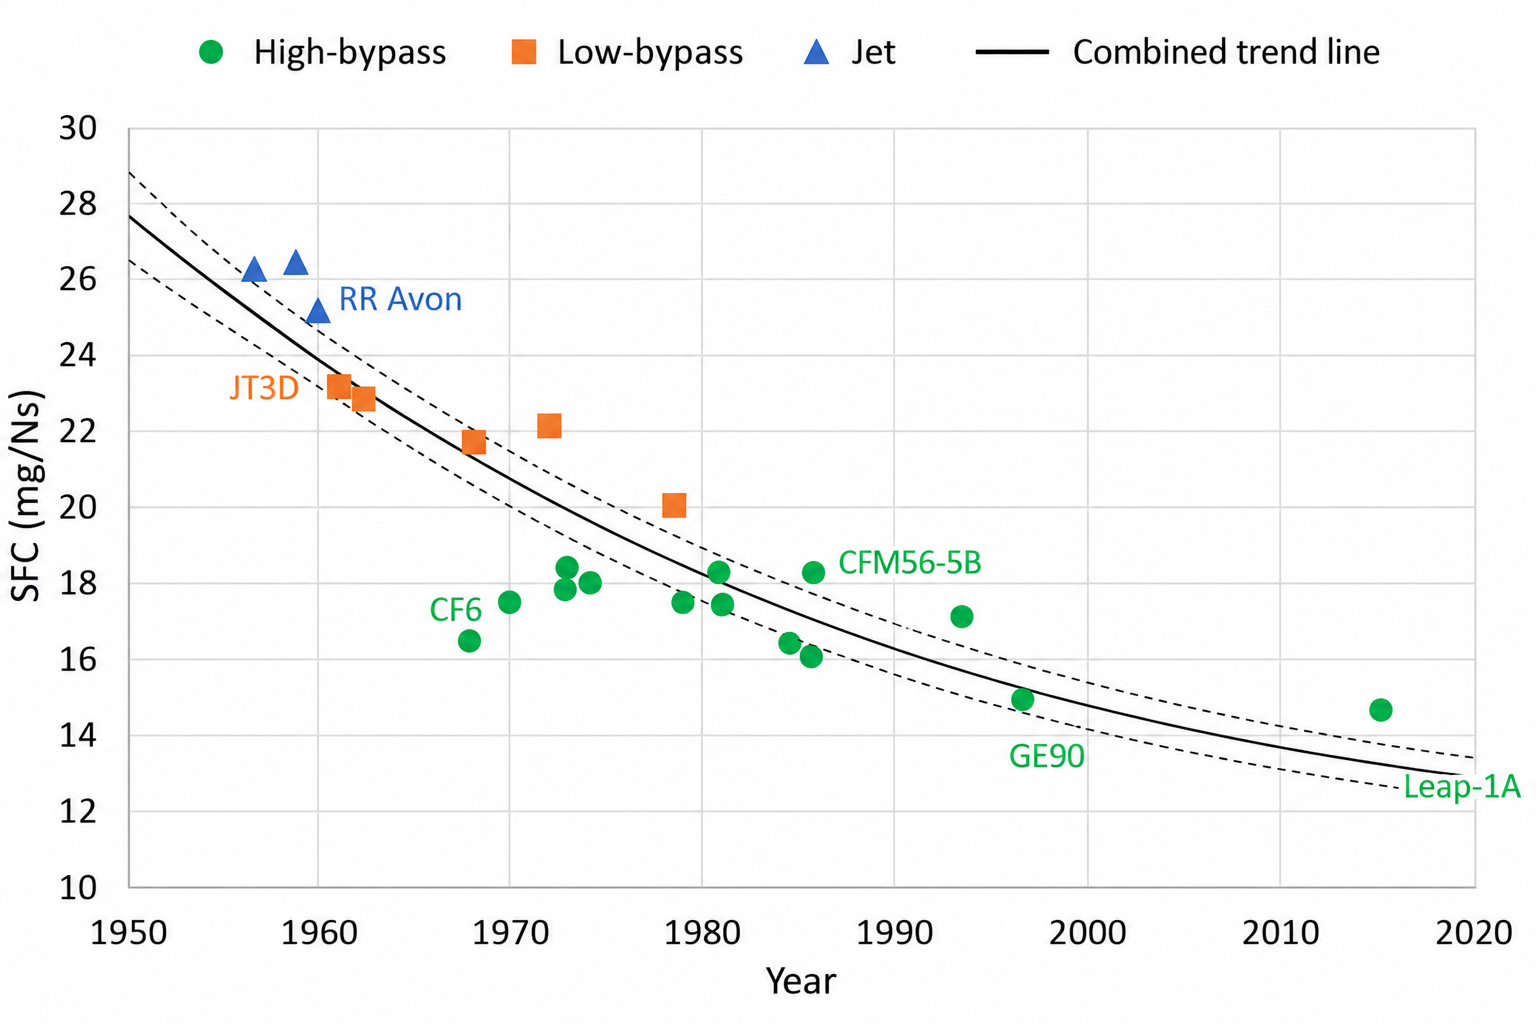 High-bypass Low-bypass Jet Combined trend line
30
28
26
24
22
20
18
16
14
12
10
SFC (mg/Ns)
RR Avon
JT3D
CFM56-5B
CF6
GE90
Leap-1A
1950 1960 1970 1980 1990 2000 2010 2020
Year